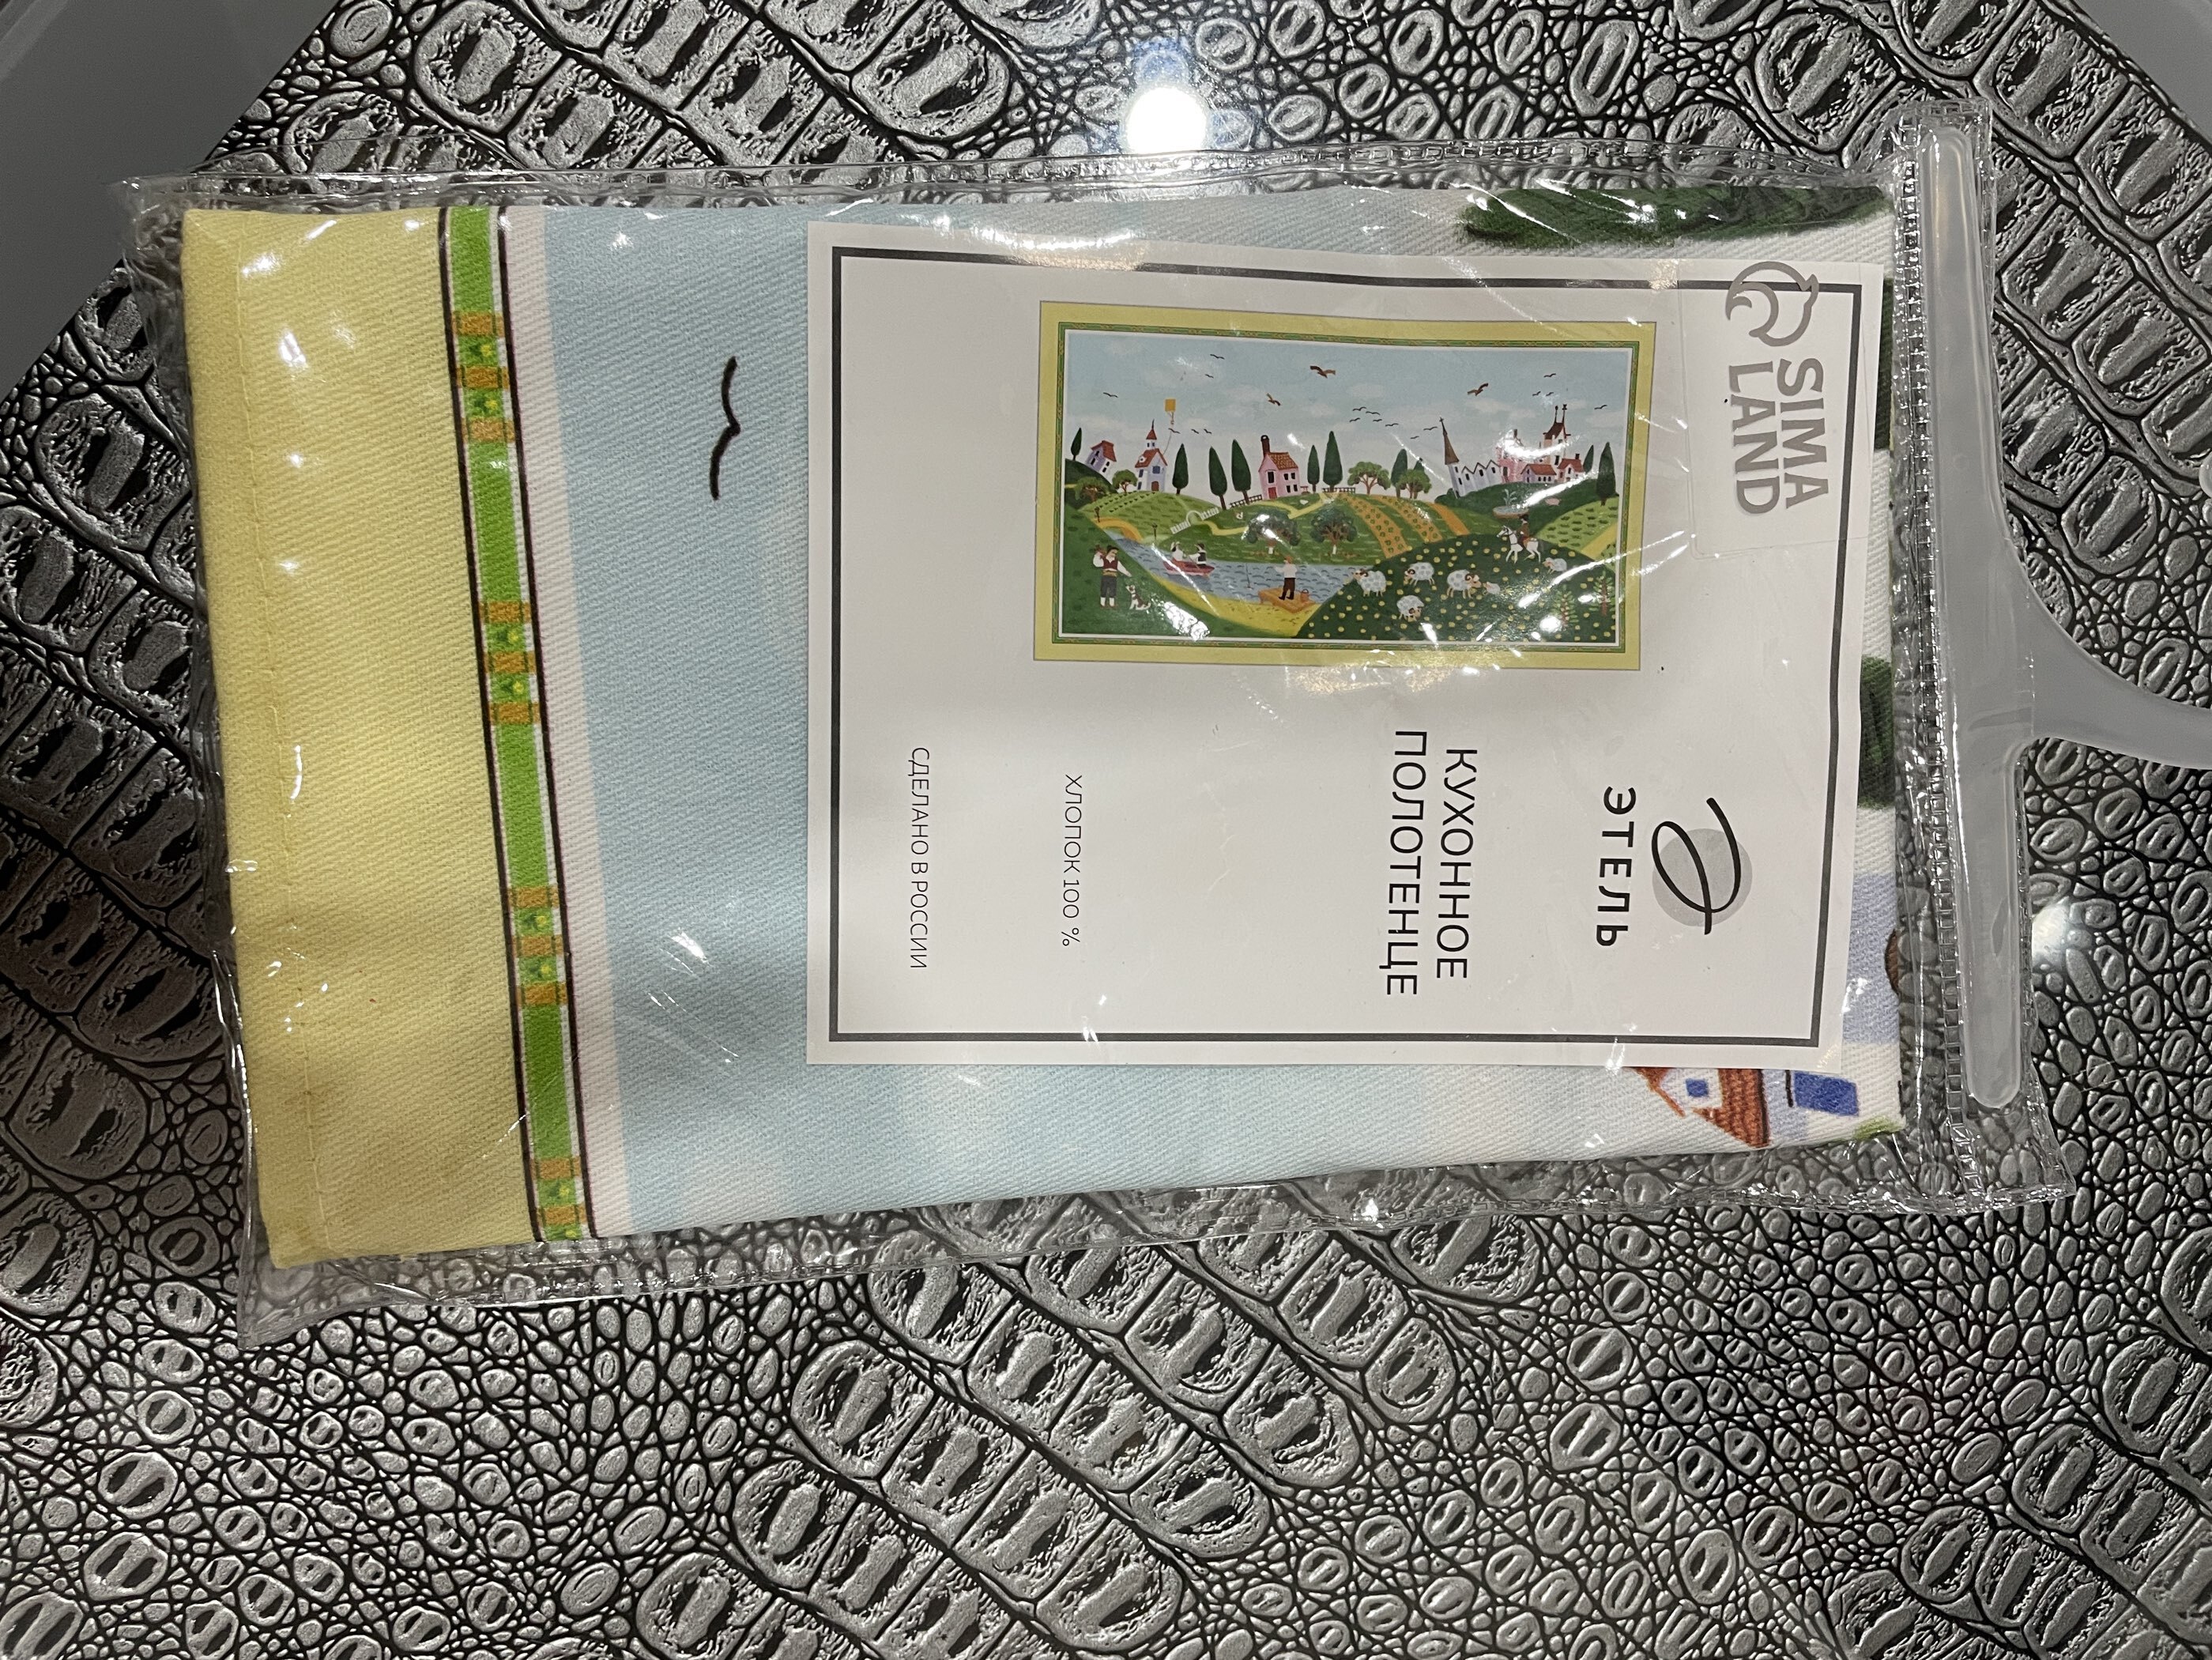 SIMA
LAND
ЭТЕЛЬ
КУХОННОЕ
ПОЛОТЕНЦЕ
ХЛОПОК 100 %
СДЕЛАНО В РОССИИ